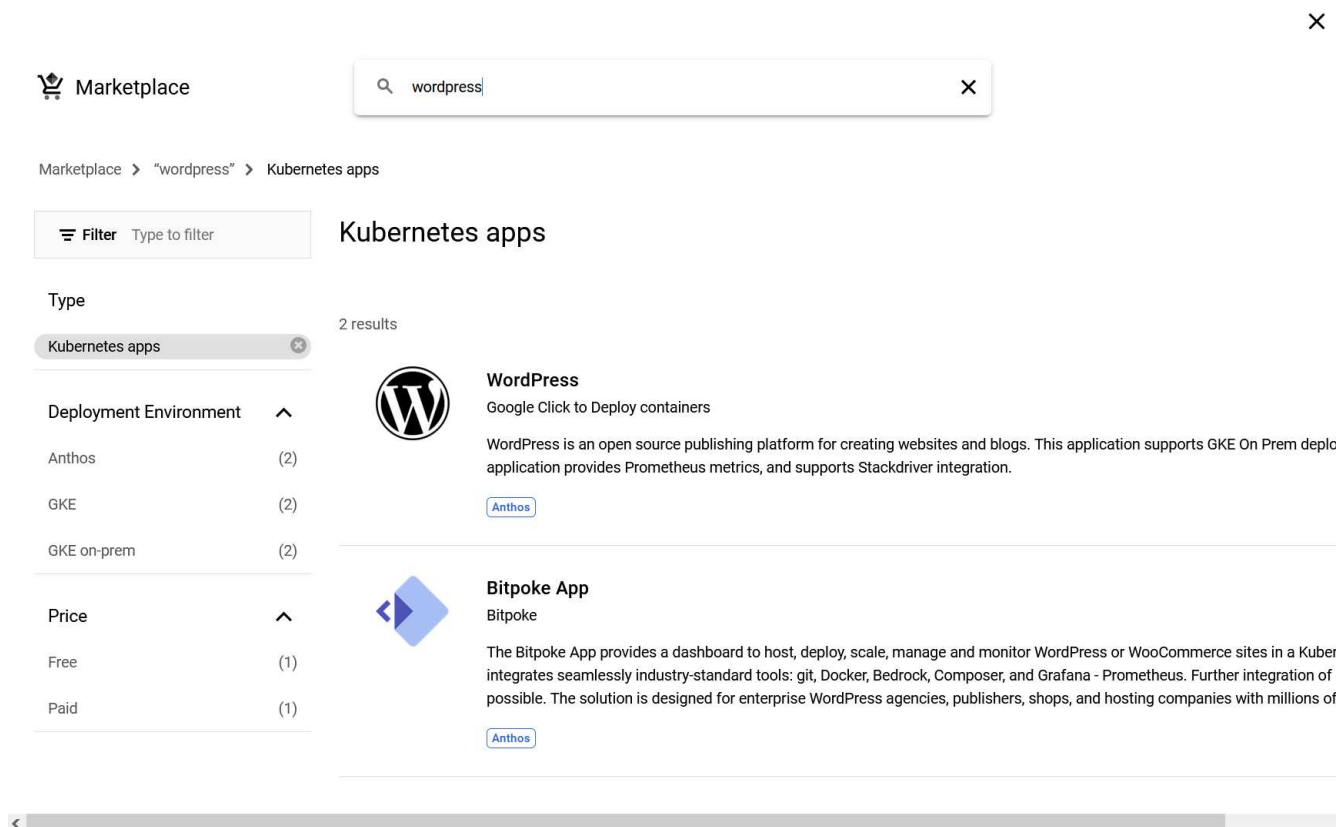 Marketplace
wordpress
Marketplace > “wordpress” > Kubernetes apps
Filter Type to filter
Type
Kubernetes apps
Deployment Environment
Anthos (2)
GKE (2)
GKE on-prem (2)
Price
Free (1)
Paid (1)
Kubernetes apps
2 results
WordPress
Google Click to Deploy containers
WordPress is an open source publishing platform for creating websites and blogs. This application supports GKE On Prem deplo
application provides Prometheus metrics, and supports Stackdriver integration.
Anthos
Bitpoke App
Bitpoke
The Bitpoke App provides a dashboard to host, deploy, scale, manage and monitor WordPress or WooCommerce sites in a Kuber
integrates seamlessly industry-standard tools: git, Docker, Bedrock, Composer, and Grafana - Prometheus. Further integration of
possible. The solution is designed for enterprise WordPress agencies, publishers, shops, and hosting companies with millions of
Anthos